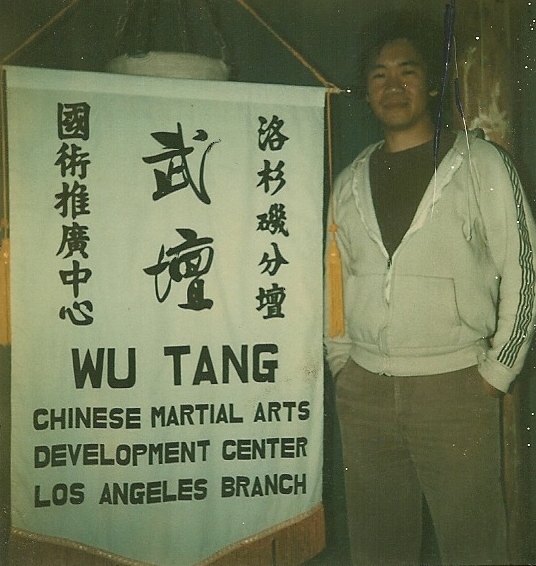 洛杉磯分壇
武壇
國術推廣中心
WU TANG
CHINESE MARTIAL ARTS
DEVELOPMENT CENTER
LOS ANGELES BRANCH